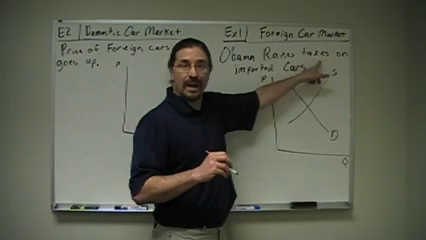 E2 Domestic Car Market
Price of Foreign cars
goes up.
P
Ex1 Foreign Car Market
Obama Raises taxes on
imported Cars
P
S
D
Q